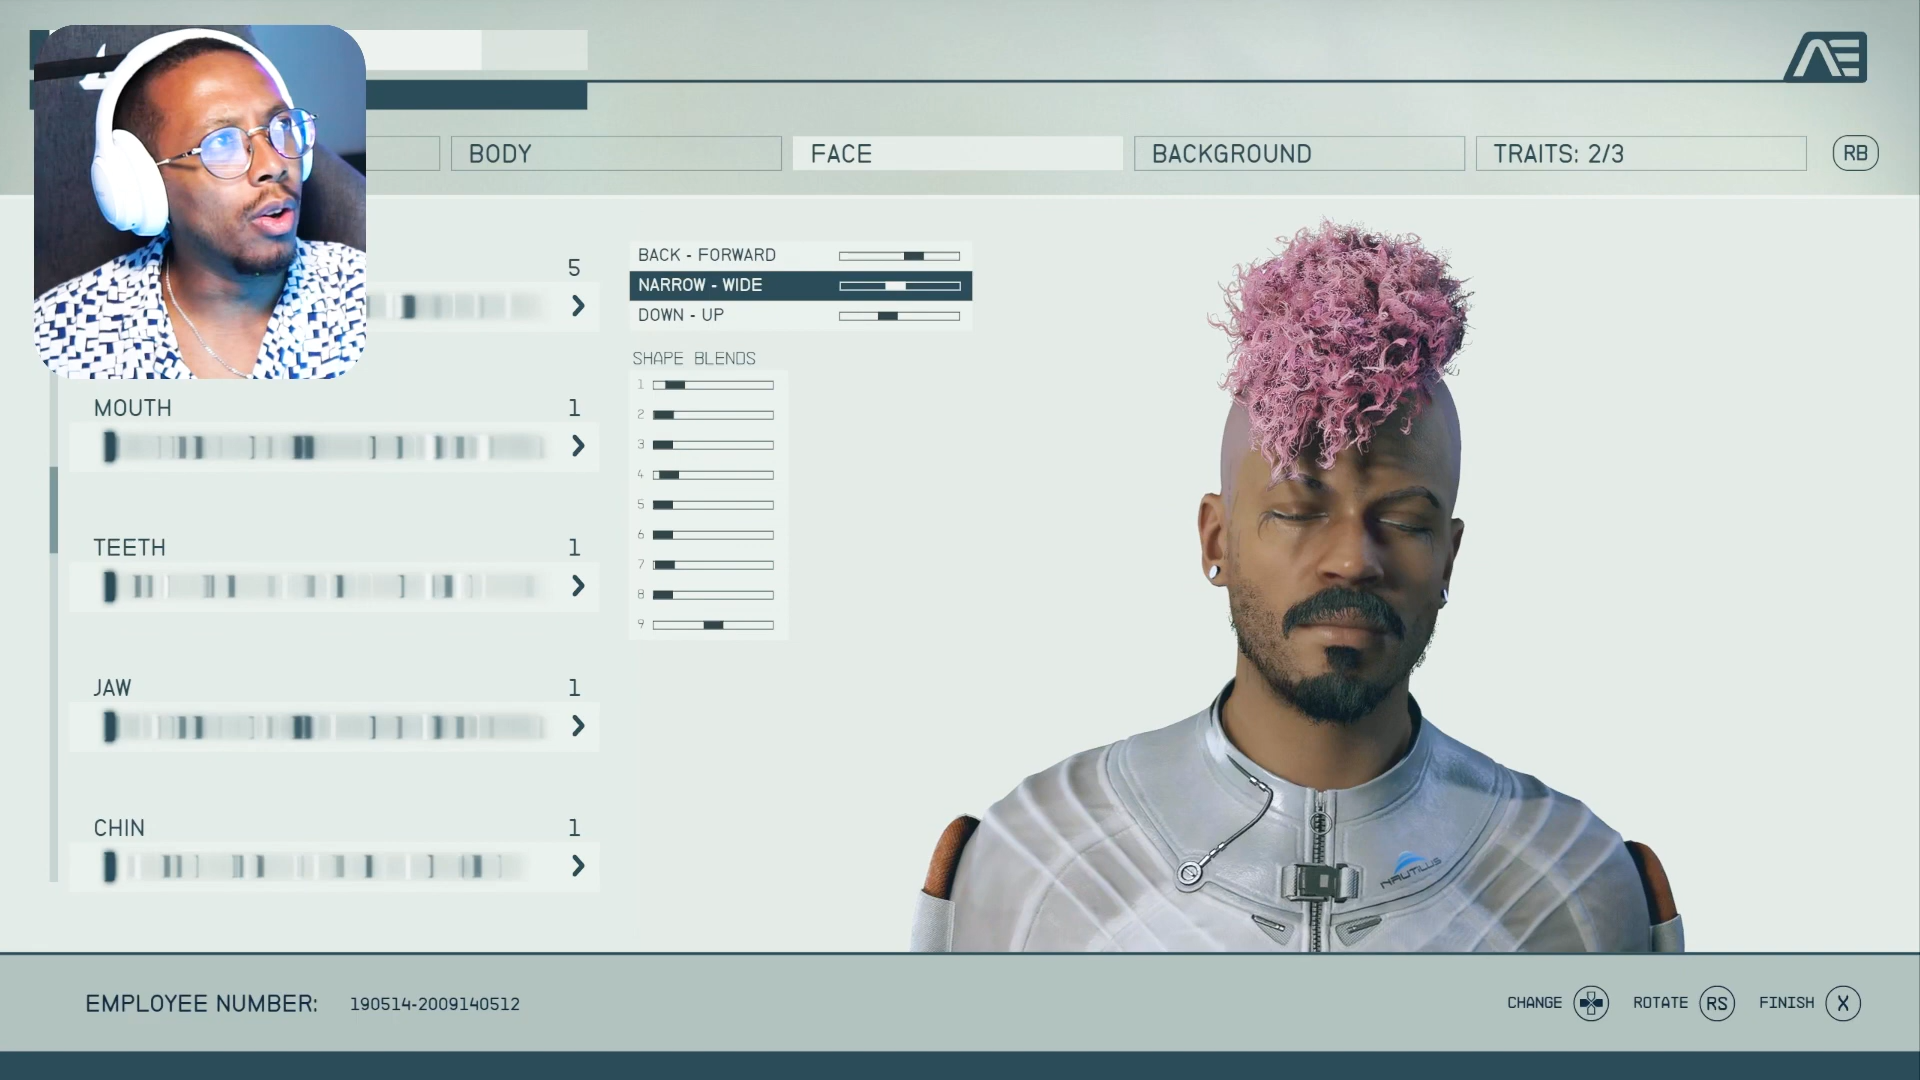 BODY
FACE
BACKGROUND
TRAITS: 2/3
RB
5
BACK - FORWARD
NARROW - WIDE
DOWN - UP
SHAPE BLENDS
1
2
3
4
5
6
7
8
9
MOUTH 1
TEETH 1
JAW 1
CHIN 1
NAUTILUS
EMPLOYEE NUMBER: 190514-2009140512
CHANGE
ROTATE RS
FINISH X